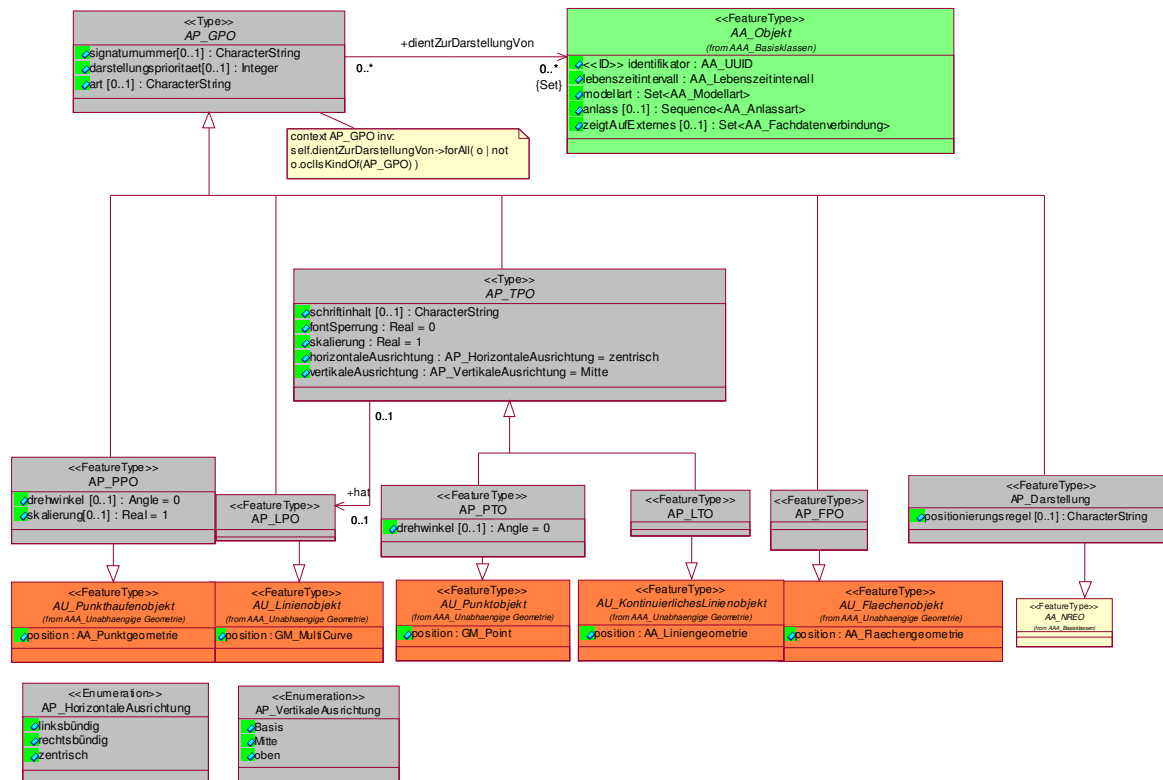 <<Type>>
AP_GPO
signaturnummer[0..1] : CharacterString
darstellungsprioritaet[0..1] : Integer
art [0..1] : CharacterString
+dientZurDarstellungVon
0..*
0..*
{Set}
<<FeatureType>>
AA_Objekt
(from AAA_Basisklassen)
<<ID>> identifikator : AA_UUID
lebenszeitintervall : AA_Lebenszeitintervall
modellart : Set<AA_Modellart>
anlass [0..1] : Sequence<AA_Anlassart>
zeigtAufExternes [0..1] : Set<AA_Fachdatenverbindung>
context AP_GPO inv:
self.dientZurDarstellungVon->forAll( o | not
o.oclIsKindOf(AP_GPO) )
<<Type>>
AP_TPO
schriftinhalt [0..1] : CharacterString
fontSperrung : Real = 0
skalierung : Real = 1
horizontaleAusrichtung : AP_HorizontaleAusrichtung = zentrisch
vertikaleAusrichtung : AP_VertikaleAusrichtung = Mitte
0..1
+hat
0..1
<<FeatureType>>
AP_PPO
drehwinkel [0..1] : Angle = 0
skalierung[0..1] : Real = 1
<<FeatureType>>
AP_LPO
<<FeatureType>>
AP_PTO
drehwinkel [0..1] : Angle = 0
<<FeatureType>>
AP_LTO
<<FeatureType>>
AP_FPO
<<FeatureType>>
AP_Darstellung
positionierungsregel [0..1] : CharacterString
<<FeatureType>>
AU_Punkthaufenobjekt
(from AAA_Unabhaengige Geometrie)
position : AA_Punktgeometrie
<<FeatureType>>
AU_Linienobjekt
(from AAA_Unabhaengige Geometrie)
position : GM_MultiCurve
<<FeatureType>>
AU_Punktobjekt
(from AAA_Unabhaengige Geometrie)
position : GM_Point
<<FeatureType>>
AU_KontinuierlichesLinienobjekt
(from AAA_Unabhaengige Geometrie)
position : AA_Liniengeometrie
<<FeatureType>>
AU_Flaechenobjekt
(from AAA_Unabhaengige Geometrie)
position : AA_Flaechengeometrie
<<FeatureType>>
AA_NREO
(from AAA_Basisklassen)
<<Enumeration>>
AP_HorizontaleAusrichtung
linksbündig
rechtsbündig
zentrisch
<<Enumeration>>
AP_VertikaleAusrichtung
Basis
Mitte
oben